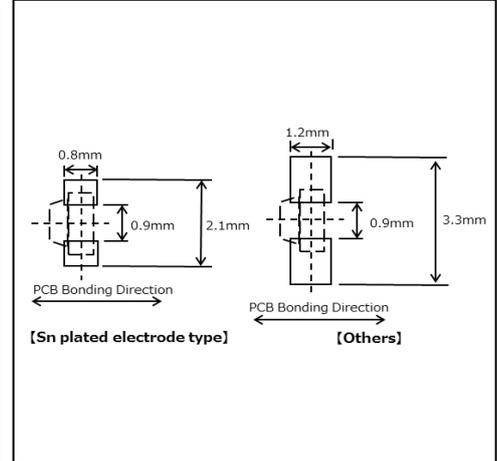 0.8mm
0.9mm
2.1mm
PCB Bonding Direction
【Sn plated electrode type】
1.2mm
0.9mm
3.3mm
PCB Bonding Direction
【Others】